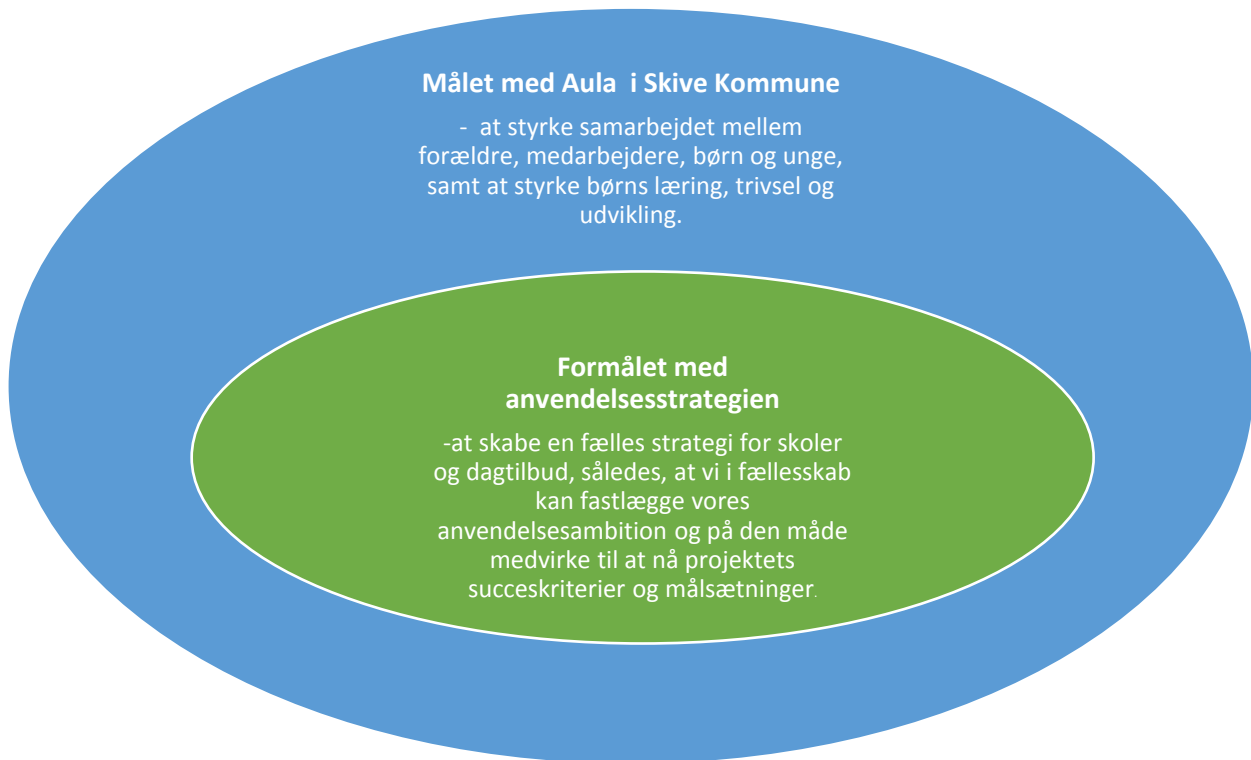 Målet med Aula i Skive Kommune
- at styrke samarbejdet mellem
forældre, medarbejdere, børn og unge,
samt at styrke børns læring, trivsel og
udvikling.
Formålet med
anvendelsesstrategien
-at skabe en fælles strategi for skoler
og dagtilbud, således, at vi i fællesskab
kan fastlægge vores
anvendelsesambition og på den måde
medvirke til at nå projektets
succeskriterier og målsætninger.